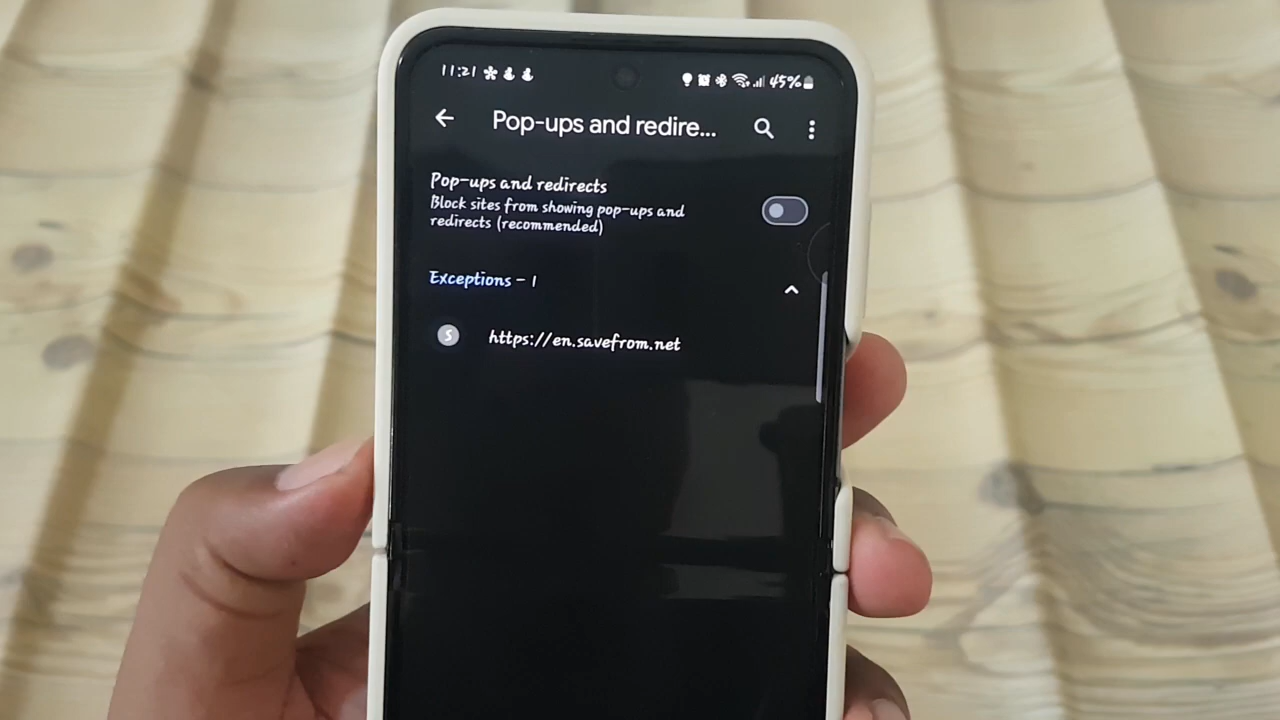 11:21 45%
Pop-ups and redire...
Pop-ups and redirects
Block sites from showing pop-ups and
redirects (recommended)
Exceptions - 1
S https://en.savefrom.net